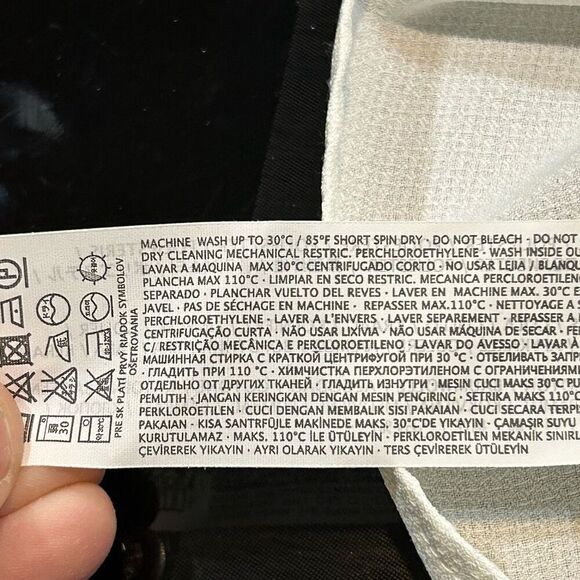 MACHINE WASH UP TO 30°C / 85°F SHORT SPIN DRY · DO NOT BLEACH · DO NOT
DRY CLEANING MECHANICAL RESTRIC. PERCHLOROETHYLENE · WASH INSIDE OU
LAVAR A MAQUINA MAX 30°C CENTRIFUGADO CORTO · NO USAR LEJIA / BLANQU
PLANCHA MAX 110°C · LIMPIAR EN SECO RESTRIC. MECANICA PERCLOROETILEN
SEPARADO · PLANCHAR VUELTO DEL REVES · LAVER EN MACHINE MAX. 30°C E
JAVEL · PAS DE SÉCHAGE EN MACHINE · REPASSER MAX.110°C · NETTOYAGE A S
PERCHLOROETHYLENE · LAVER A L'ENVERS · LAVER SEPAREMENT · REPASSER A
CENTRIFUGAÇÃO CURTA · NÃO USAR LIXÍVIA · NÃO USAR MÁQUINA DE SECAR · FE
C/ RESTRIÇÃO MECÂNICA E PERCLOROETILENO · LAVAR DO AVESSO · LAVAR A
МАШИННАЯ СТИРКА С КРАТКОЙ ЦЕНТРИФУГОЙ ПРИ 30 °C · ОТБЕЛИВАТЬ ЗАПР
· ГЛАДИТЬ ПРИ 110 °C · ХИМЧИСТКА ПЕРХЛОРЭТИЛЕНОМ С ОГРАНИЧЕНИЯМ
ОТДЕЛЬНО ОТ ДРУГИХ ТКАНЕЙ · ГЛАДИТЬ ИЗНУТРИ · MESIN CUCI MAKS 30°C PU
PEMUTIH · JANGAN KERINGKAN DENGAN MESIN PENGIRING · SETRIKA MAKS 110°C
PERKLOROETILEN · CUCI DENGAN MEMBALIK SISI PAKAIAN · CUCI SECARA TERP
PAKAIAN · KISA SANTRFÜJLE MAKİNEDE MAKS. 30°C'DE YIKAYIN · ÇAMAŞIR SUYU
KURUTULAMAZ · MAKS. 110°C İLE ÜTÜLEYİN · PERKLOROETILEN MEKANİK SINIRL
ÇEVİREREK YIKAYIN · AYRI OLARAK YIKAYIN · TERS ÇEVİREREK ÜTÜLEYİN
PRE SK PLATÍ PRVÝ RIADOK SYMBOLOV
OŠETROVANIA
30